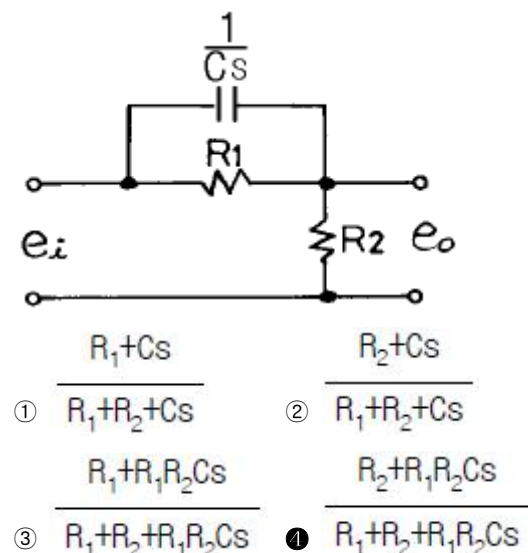 1
Cs
R1
ei
R2
eo
① R₁+Cs
R₁+R₂+Cs
② R₂+Cs
R₁+R₂+Cs
③ R₁+R₁R₂Cs
R₁+R₂+R₁R₂Cs
❹ R₂+R₁R₂Cs
R₁+R₂+R₁R₂Cs